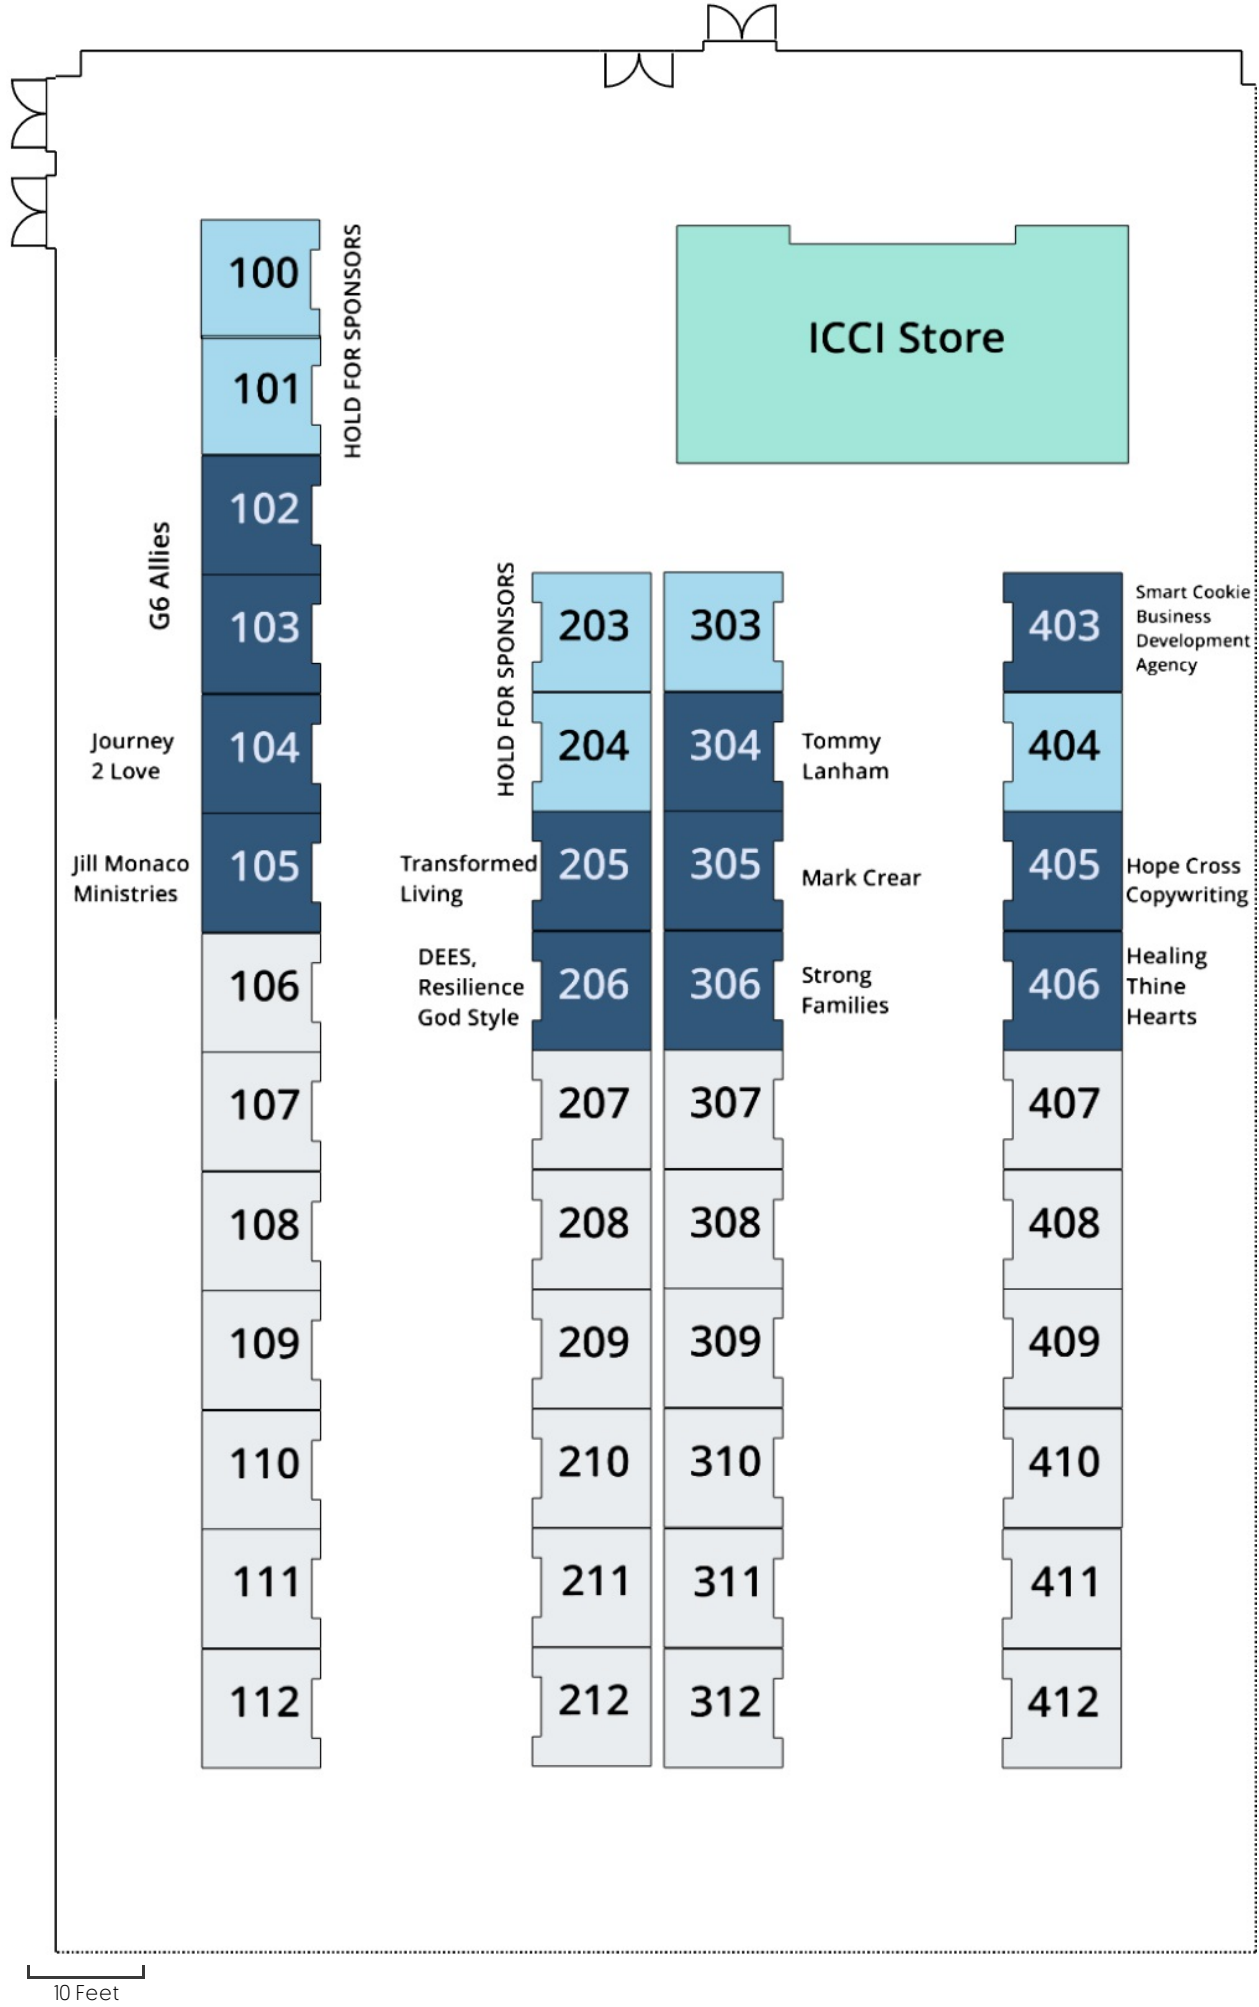 100
101
HOLD FOR SPONSORS
ICCI Store
102
103
G6 Allies
104
Journey
2 Love
105
Jill Monaco
Ministries
106
107
108
109
110
111
112
HOLD FOR SPONSORS
203
204
Transformed
Living
205
DEES,
Resilience
God Style
206
207
208
209
210
211
212
303
304
Tommy
Lanham
305
Mark Crear
306
Strong
Families
307
308
309
310
311
312
403
Smart Cookie
Business
Development
Agency
404
405
Hope Cross
Copywriting
406
Healing
Thine
Hearts
407
408
409
410
411
412
10 Feet